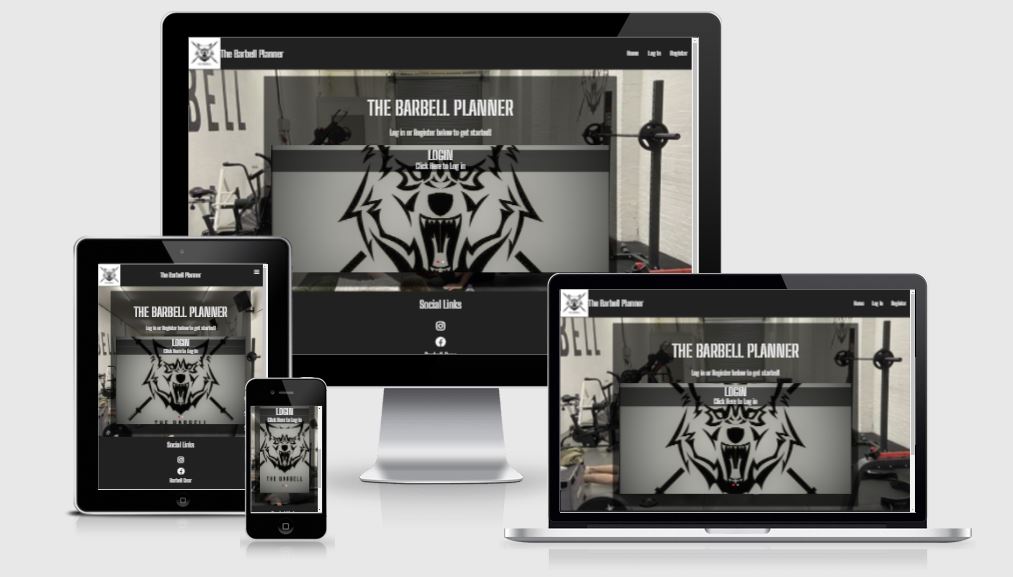 The Barbell Planner
Home Log In Register
BELL
THE BARBELL PLANNER
Log in or Register below to get started!
LOGIN
Click Here to Log in
Social Links
The Barbell Planner
THE BARBELL PLANNER
Log in or Register below to get started!
LOGIN
Click Here to Log in
THE BARBELL
Social Links
LOGIN
Click Here to Log in
THE BARBELL
The Barbell Planner
Home Log In Register
BELL
THE BARBELL PLANNER
Log in or Register below to get started!
LOGIN
Click Here to Log in